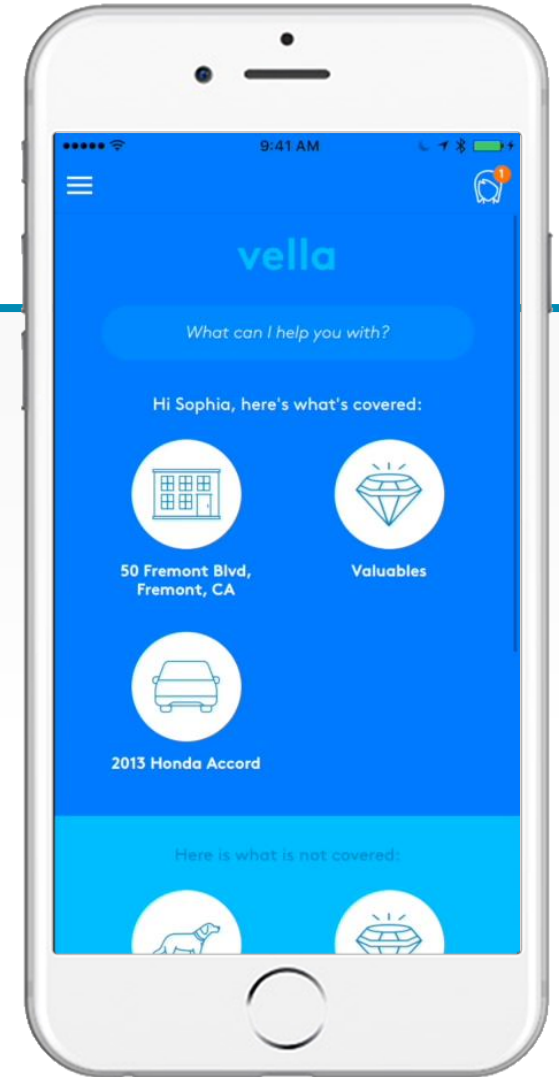 9:41 AM
1
vella
What can I help you with?
Hi Sophia, here's what's covered:
50 Fremont Blvd,
Fremont, CA
Valuables
2013 Honda Accord
Here is what is not covered: